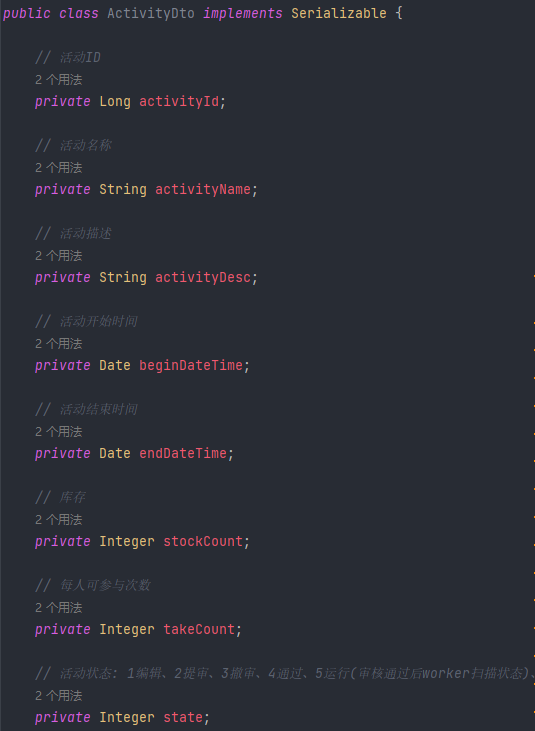 public class ActivityDto implements Serializable {
// 活动ID
2 个用法
private Long activityId;
// 活动名称
2 个用法
private String activityName;
// 活动描述
2 个用法
private String activityDesc;
// 活动开始时间
2 个用法
private Date beginDateTime;
// 活动结束时间
2 个用法
private Date endDateTime;
// 库存
2 个用法
private Integer stockCount;
// 每人可参与次数
2 个用法
private Integer takeCount;
// 活动状态: 1编辑、2提审、3撤审、4通过、5运行(审核通过后worker扫描状态)、
2 个用法
private Integer state;